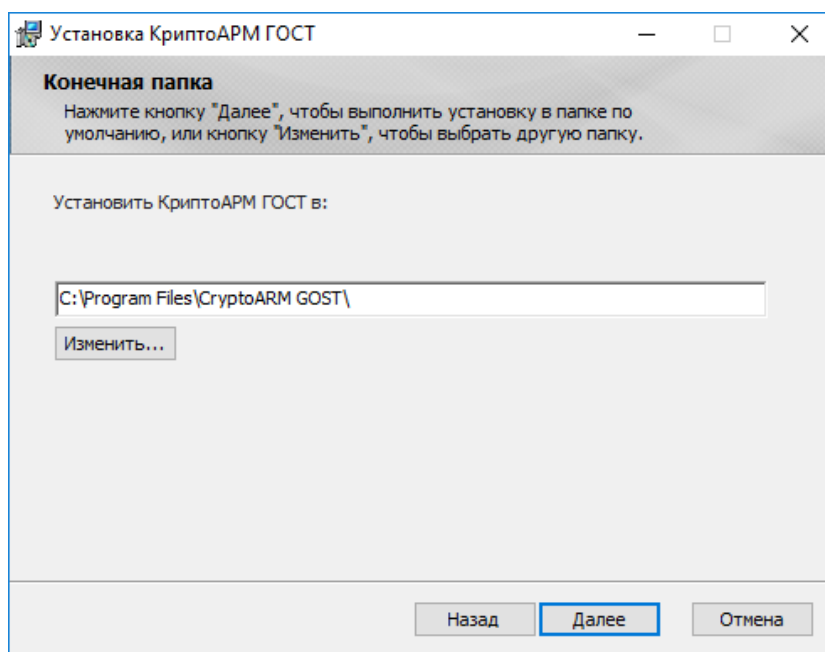 Установка КриптоАРМ ГОСТ
Конечная папка
Нажмите кнопку "Далее", чтобы выполнить установку в папке по
умолчанию, или кнопку "Изменить", чтобы выбрать другую папку.
Установить КриптоАРМ ГОСТ в:
C:\Program Files\CryptoARM GOST\
Изменить...
Назад
Далее
Отмена